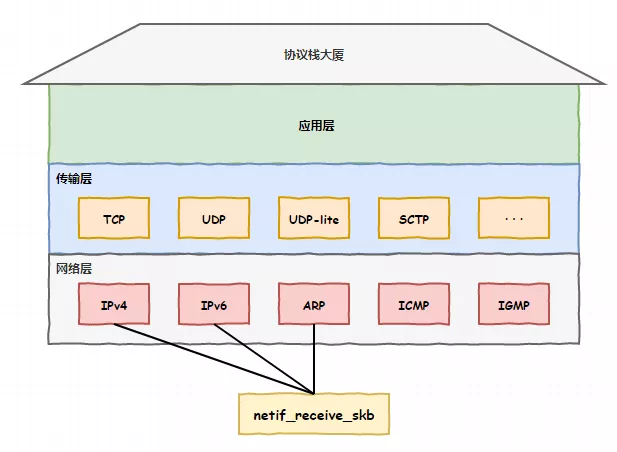 协议栈大厦
应用层
传输层
TCP UDP UDP-lite SCTP ···
网络层
IPv4 IPv6 ARP ICMP IGMP
netif_receive_skb